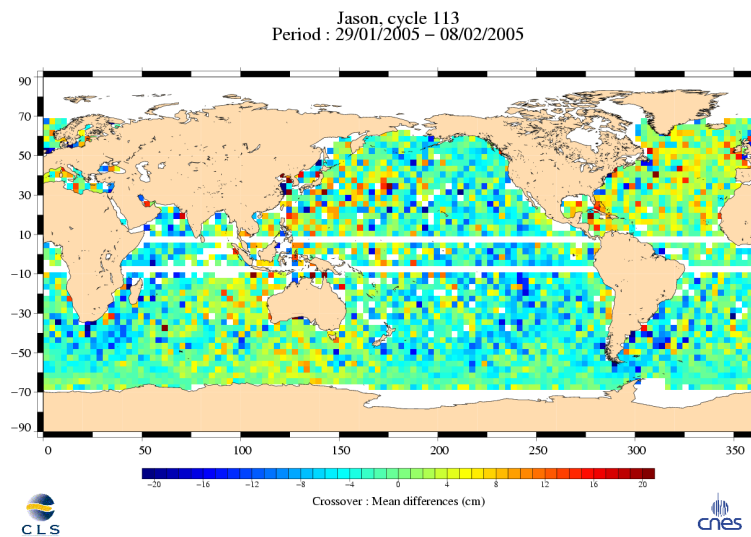 Jason, cycle 113
Period : 29/01/2005 − 08/02/2005
90
70
50
30
10
−10
−30
−50
−70
−90
0 50 100 150 200 250 300 350
−20 −16 −12 −8 −4 0 4 8 12 16 20
Crossover : Mean differences (cm)
CLS
cnes